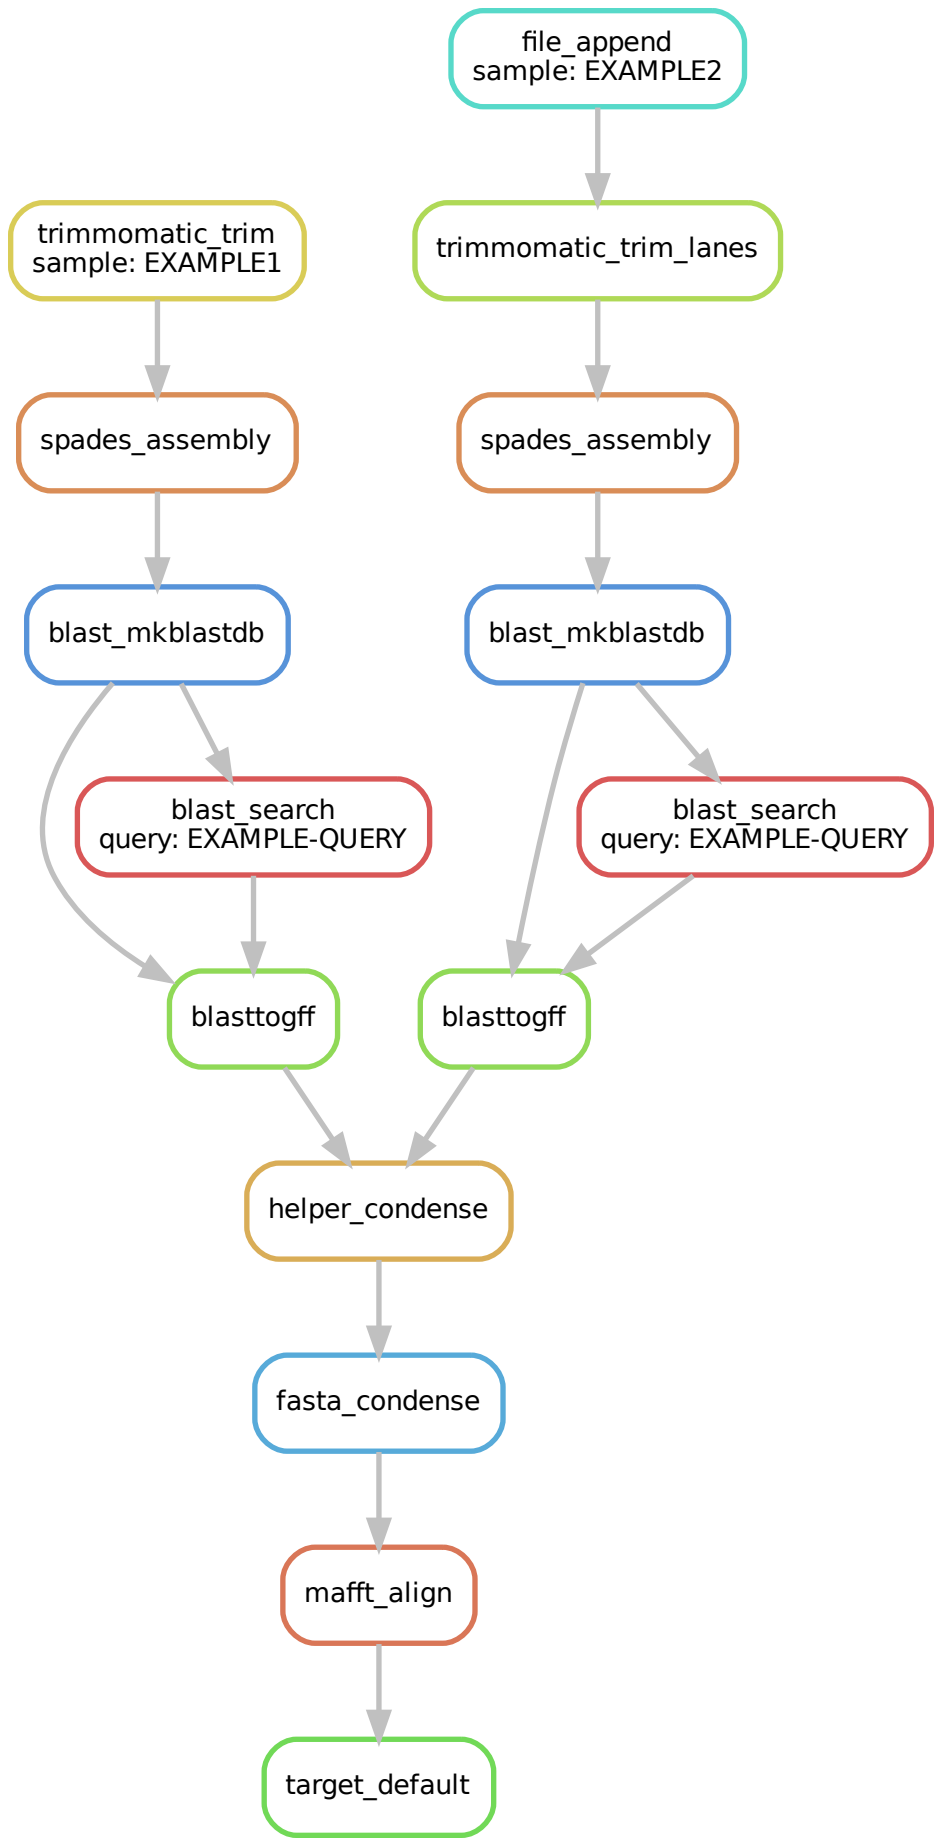 file_append
sample: EXAMPLE2
trimmomatic_trim
sample: EXAMPLE1
trimmomatic_trim_lanes
spades_assembly
spades_assembly
blast_mkblastdb
blast_mkblastdb
blast_search
query: EXAMPLE-QUERY
blast_search
query: EXAMPLE-QUERY
blasttogff
blasttogff
helper_condense
fasta_condense
mafft_align
target_default